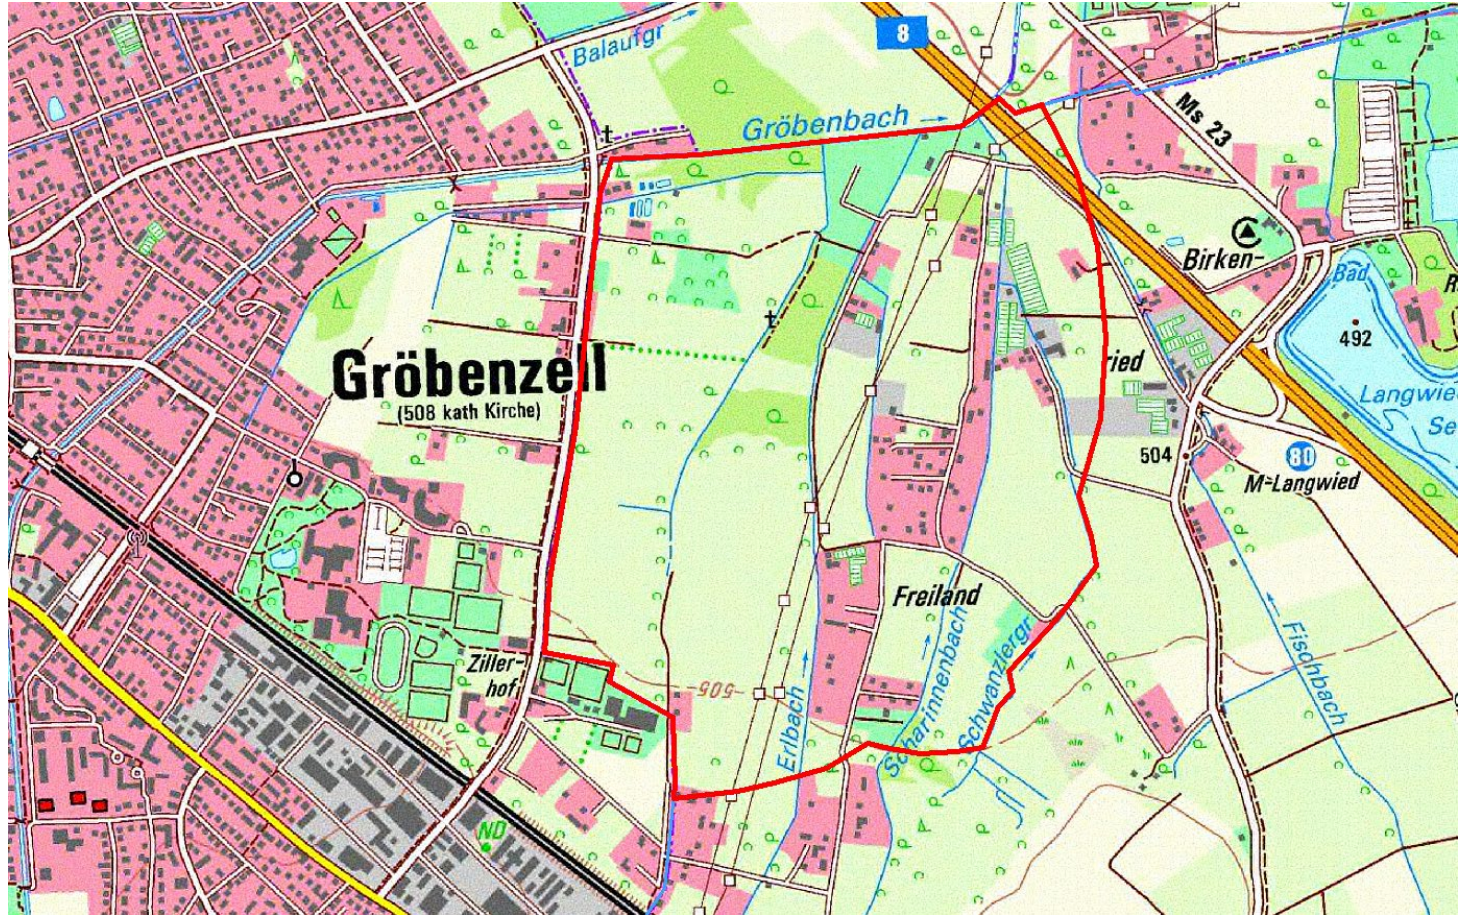 Balaufgr
8
Gröbenbach
Ms 23
Birken-
Bad
492
Gröbenzell
(508 kath Kirche)
ried
Langwied
Se
504
80
M-Langwied
Freiland
Ziller-
hof
505
Erlbach
Scharinnenbach
Schwanzlergr
Fischbach
ND